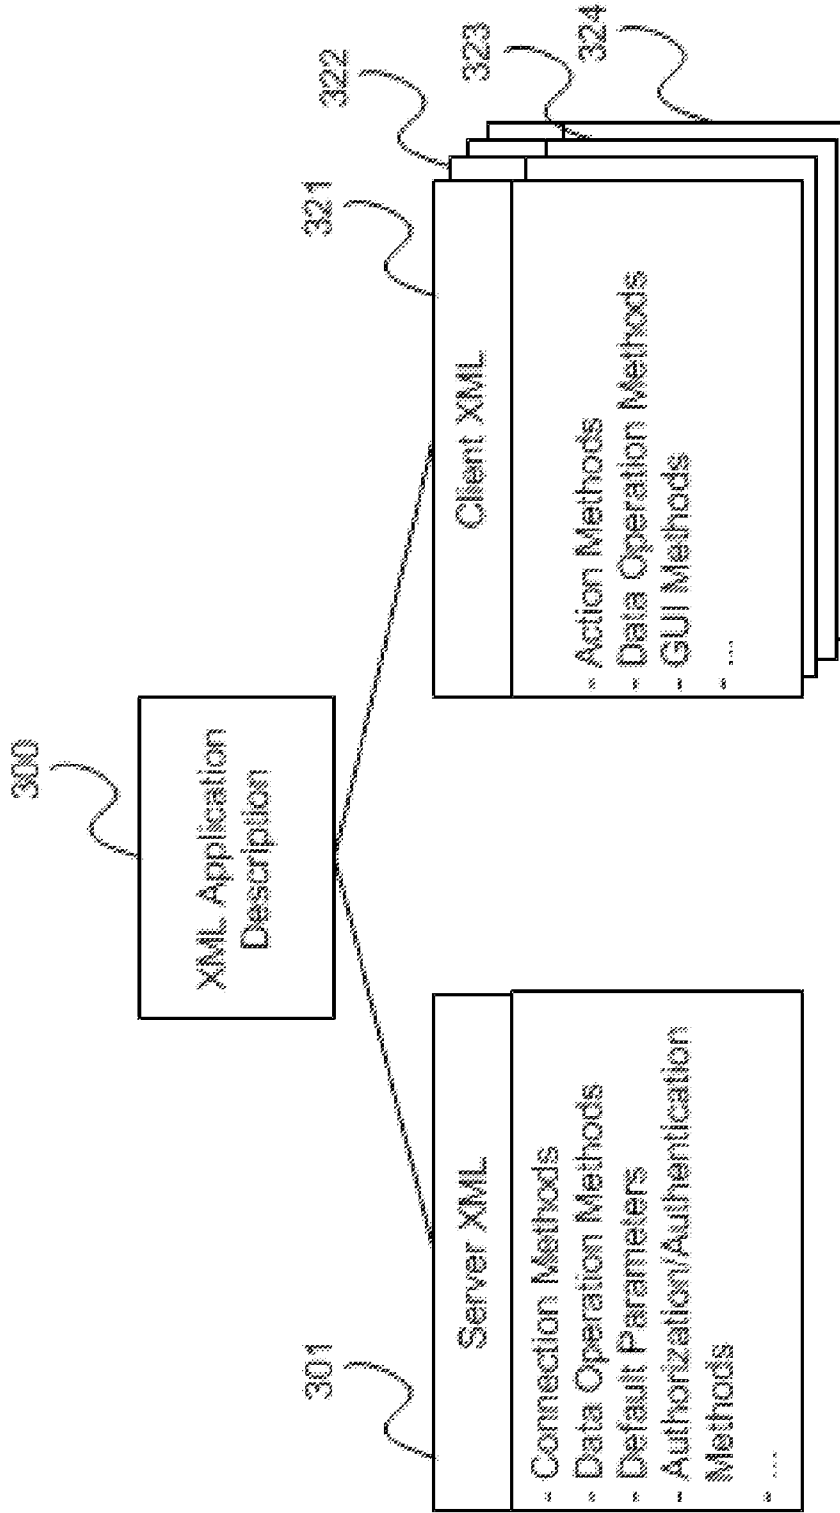 300
XML Application
Description
301
Server XML
- Connection Methods
- Data Operation Methods
- Default Parameters
- Authorization/Authentication
Methods
- ...
321
322
323
324
Client XML
- Action Methods
- Data Operation Methods
- GUI Methods
- ...